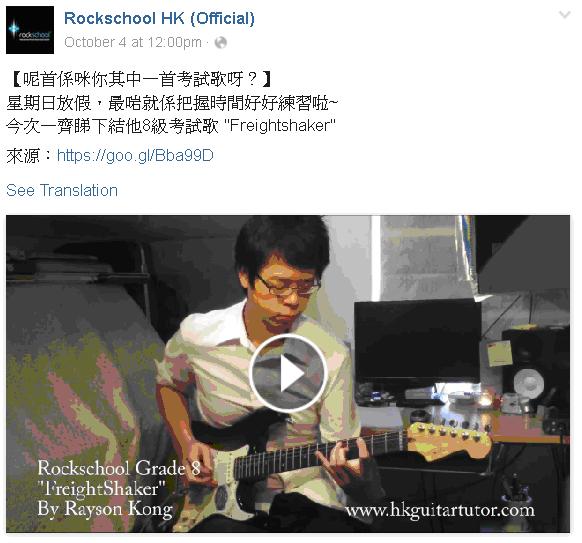 rockschool
Rockschool HK (Official)
October 4 at 12:00pm ·
【呢首係咪你其中一首考試歌呀？】
星期日放假，最啱就係把握時間好好練習啦~
今次一齊睇下結他8級考試歌 "Freightshaker"
來源：https://goo.gl/Bba99D
See Translation
Rockschool Grade 8
"FreightShaker"
By Rayson Kong
www.hkguitartutor.com